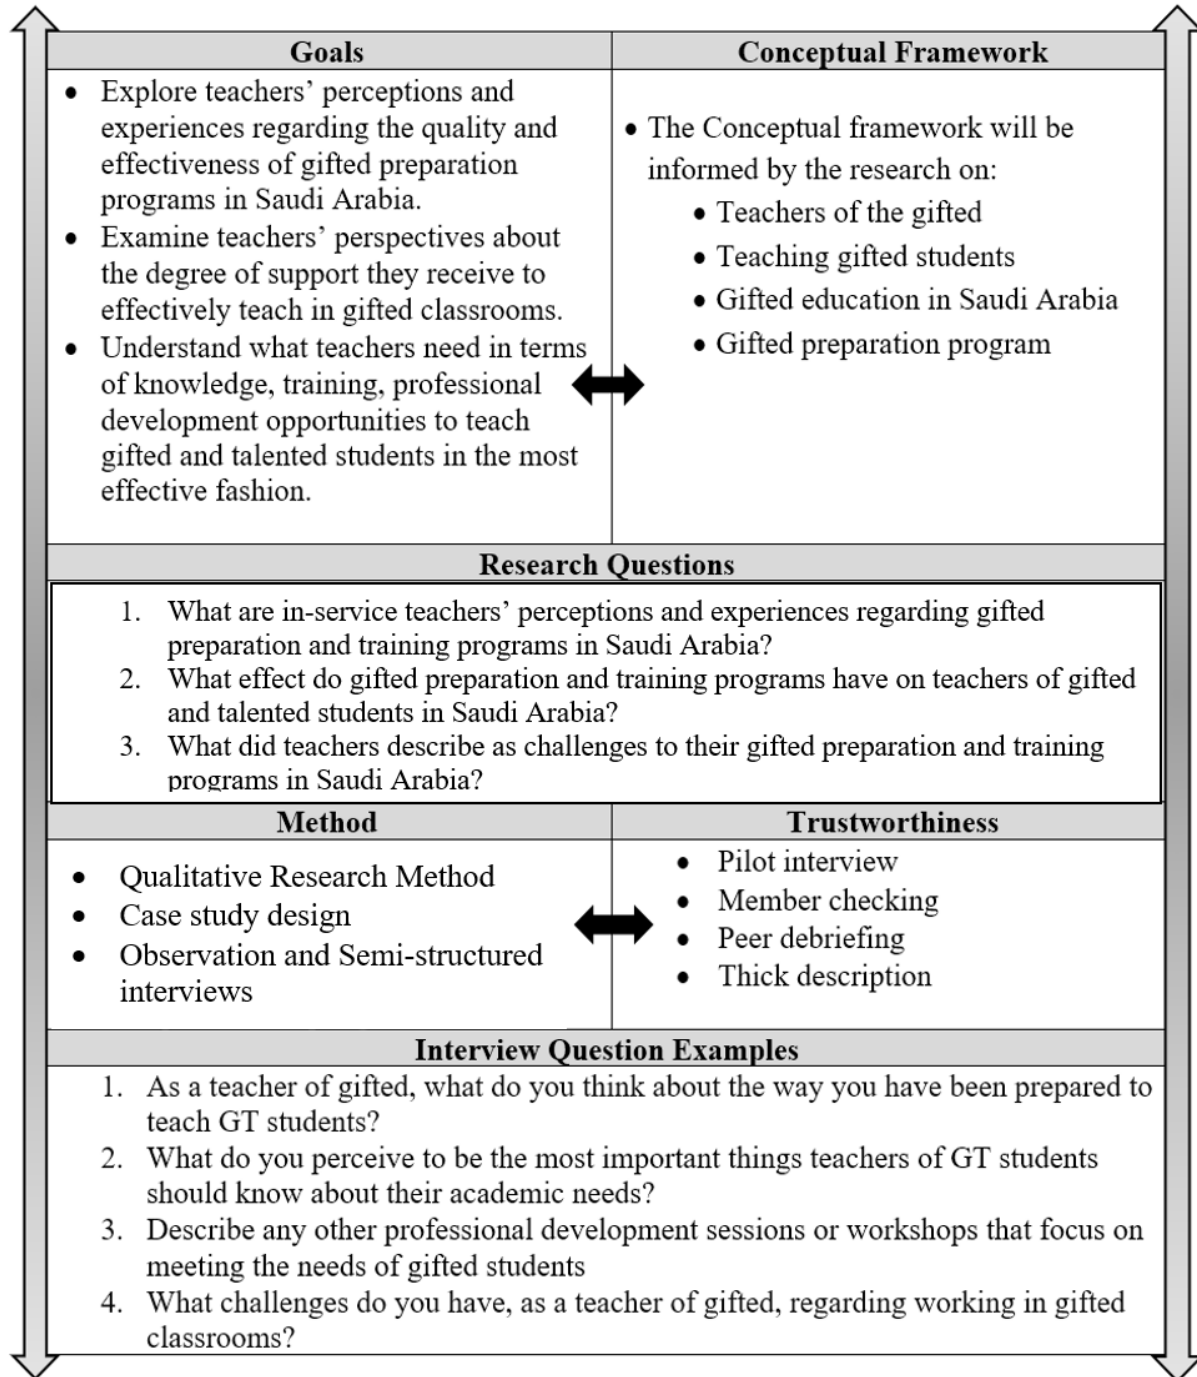 Goals
• Explore teachers’ perceptions and
experiences regarding the quality and
effectiveness of gifted preparation
programs in Saudi Arabia.
• Examine teachers’ perspectives about
the degree of support they receive to
effectively teach in gifted classrooms.
• Understand what teachers need in terms
of knowledge, training, professional
development opportunities to teach
gifted and talented students in the most
effective fashion.
Conceptual Framework
• The Conceptual framework will be
informed by the research on:
• Teachers of the gifted
• Teaching gifted students
• Gifted education in Saudi Arabia
• Gifted preparation program
Research Questions
1. What are in-service teachers’ perceptions and experiences regarding gifted
preparation and training programs in Saudi Arabia?
2. What effect do gifted preparation and training programs have on teachers of gifted
and talented students in Saudi Arabia?
3. What did teachers describe as challenges to their gifted preparation and training
programs in Saudi Arabia?
Method
• Qualitative Research Method
• Case study design
• Observation and Semi-structured
interviews
Trustworthiness
• Pilot interview
• Member checking
• Peer debriefing
• Thick description
Interview Question Examples
1. As a teacher of gifted, what do you think about the way you have been prepared to
teach GT students?
2. What do you perceive to be the most important things teachers of GT students
should know about their academic needs?
3. Describe any other professional development sessions or workshops that focus on
meeting the needs of gifted students
4. What challenges do you have, as a teacher of gifted, regarding working in gifted
classrooms?